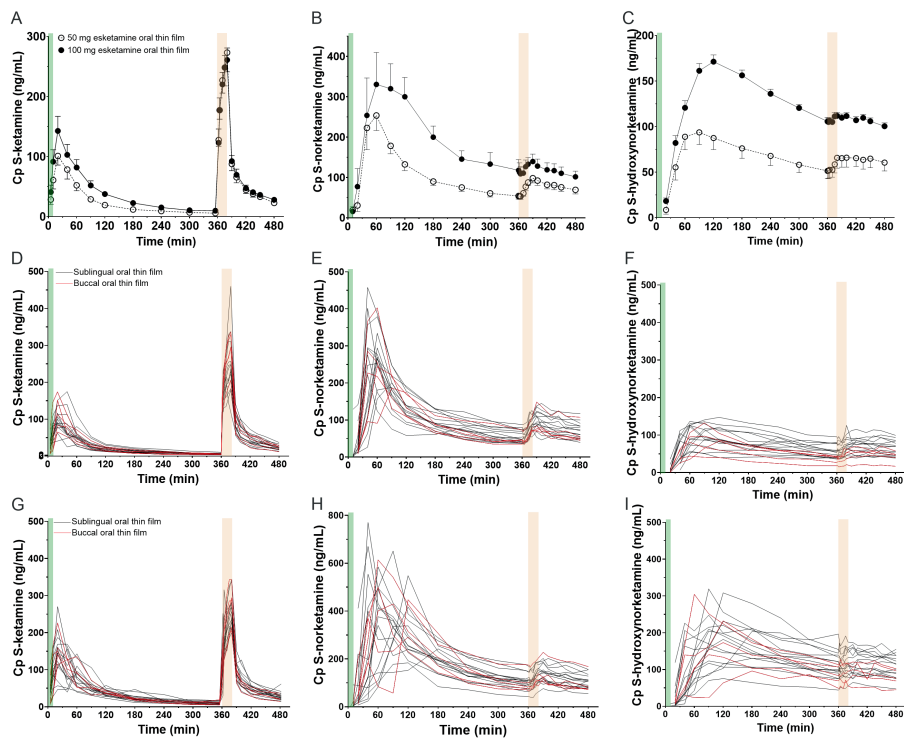 A
B
C
Cp S-ketamine (ng/mL)
300
200
100
0
50 mg esketamine oral thin film
100 mg esketamine oral thin film
0 60 120 180 240 300 360 420 480
Time (min)
Cp S-norketamine (ng/mL)
500
400
300
200
100
0
0 60 120 180 240 300 360 420 480
Time (min)
Cp S-hydroxynorketamine (ng/mL)
200
150
100
50
0
0 60 120 180 240 300 360 420 480
Time (min)
D
E
F
Cp S-ketamine (ng/mL)
500
400
300
200
100
0
Sublingual oral thin film
Buccal oral thin film
0 60 120 180 240 300 360 420 480
Time (min)
Cp S-norketamine (ng/mL)
500
400
300
200
100
0
0 60 120 180 240 300 360 420 480
Time (min)
Cp S-hydroxynorketamine (ng/mL)
500
400
300
200
100
0
0 60 120 180 240 300 360 420 480
Time (min)
G
H
I
Cp S-ketamine (ng/mL)
500
400
300
200
100
0
Sublingual oral thin film
Buccal oral thin film
0 60 120 180 240 300 360 420 480
Time (min)
Cp S-norketamine (ng/mL)
800
600
400
200
0
0 60 120 180 240 300 360 420 480
Time (min)
Cp S-hydroxynorketamine (ng/mL)
500
400
300
200
100
0
0 60 120 180 240 300 360 420 480
Time (min)